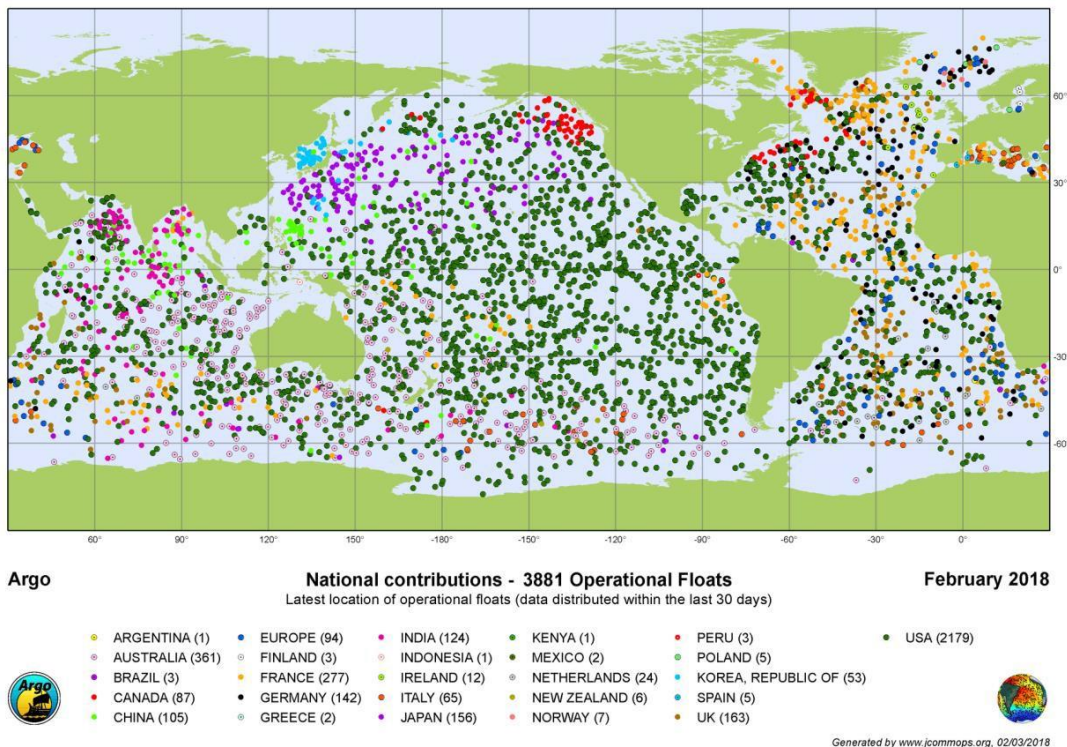 60°
30°
0°
-30
-60
60° 90° 120° 150° -180° -150° -120° -90° -60° -30° 0°
Argo National contributions - 3881 Operational Floats February 2018
Latest location of operational floats (data distributed within the last 30 days)
ARGENTINA (1) EUROPE (94) INDIA (124) KENYA (1) PERU (3) USA (2179)
AUSTRALIA (361) FINLAND (3) INDONESIA (1) MEXICO (2) POLAND (5)
BRAZIL (3) FRANCE (277) IRELAND (12) NETHERLANDS (24) KOREA, REPUBLIC OF (53)
CANADA (87) GERMANY (142) ITALY (65) NEW ZEALAND (6) SPAIN (5)
CHINA (105) GREECE (2) JAPAN (156) NORWAY (7) UK (163)
Argo
Generated by www.jcommops.org, 02/03/2018